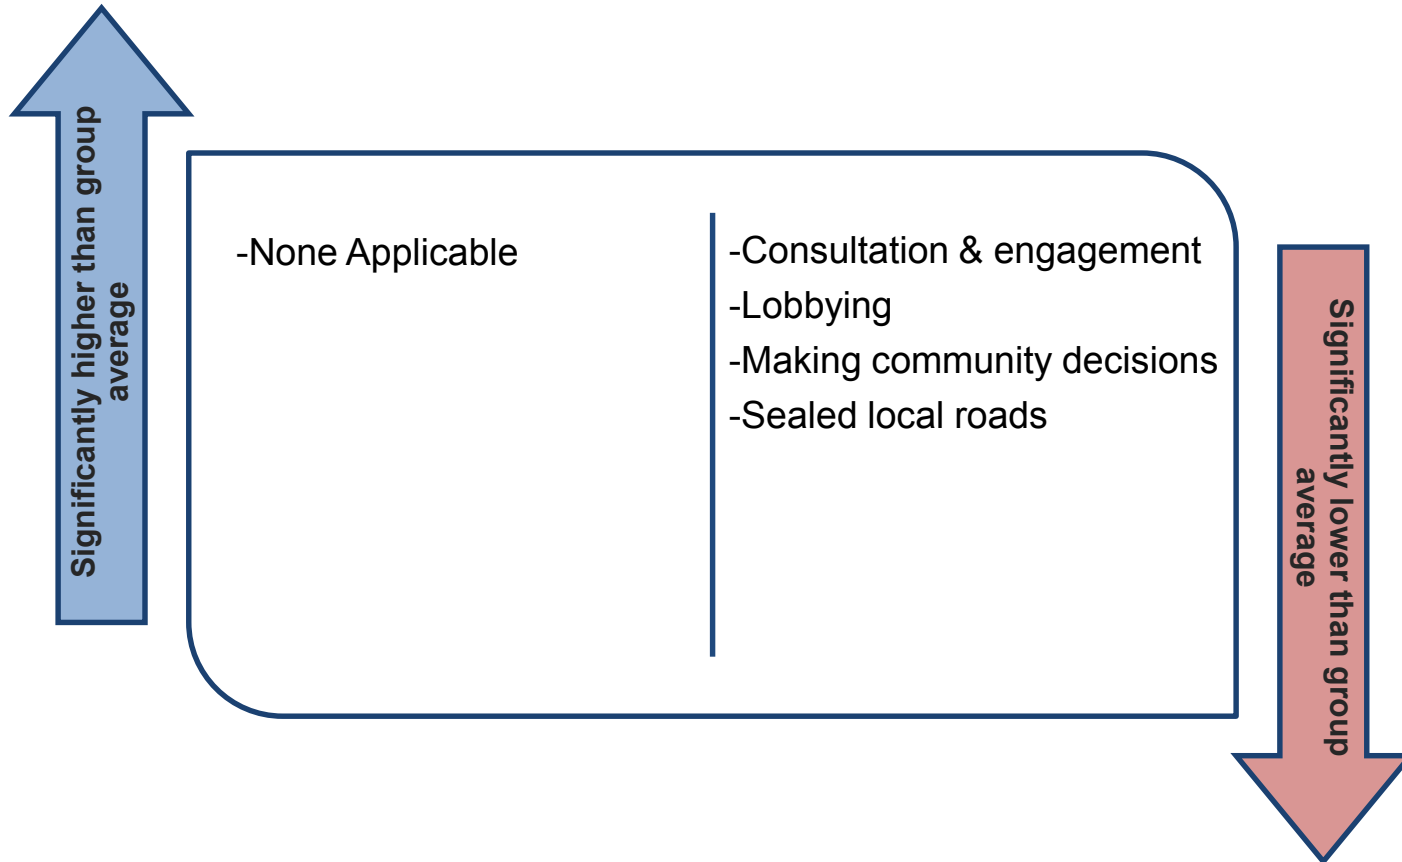 Significantly higher than group
average
-None Applicable
-Consultation & engagement
-Lobbying
-Making community decisions
-Sealed local roads
Significantly lower than group
average